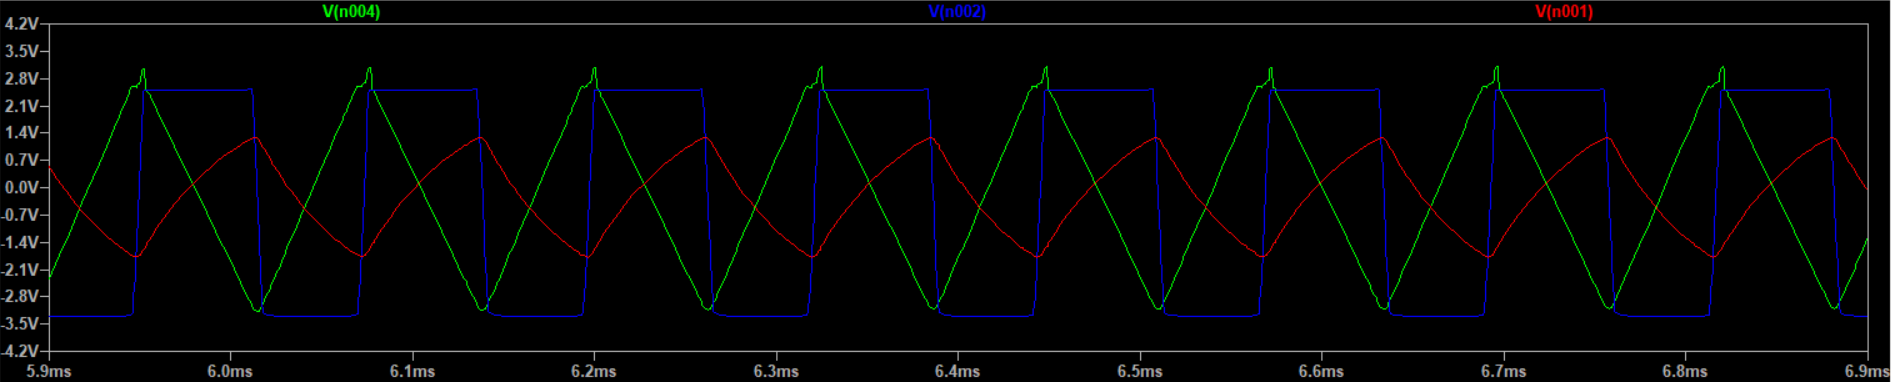 V(n004) V(n002) V(n001)
4.2V
3.5V
2.8V
2.1V
1.4V
0.7V
0.0V
-0.7V
-1.4V
-2.1V
-2.8V
-3.5V
-4.2V
5.9ms 6.0ms 6.1ms 6.2ms 6.3ms 6.4ms 6.5ms 6.6ms 6.7ms 6.8ms 6.9ms